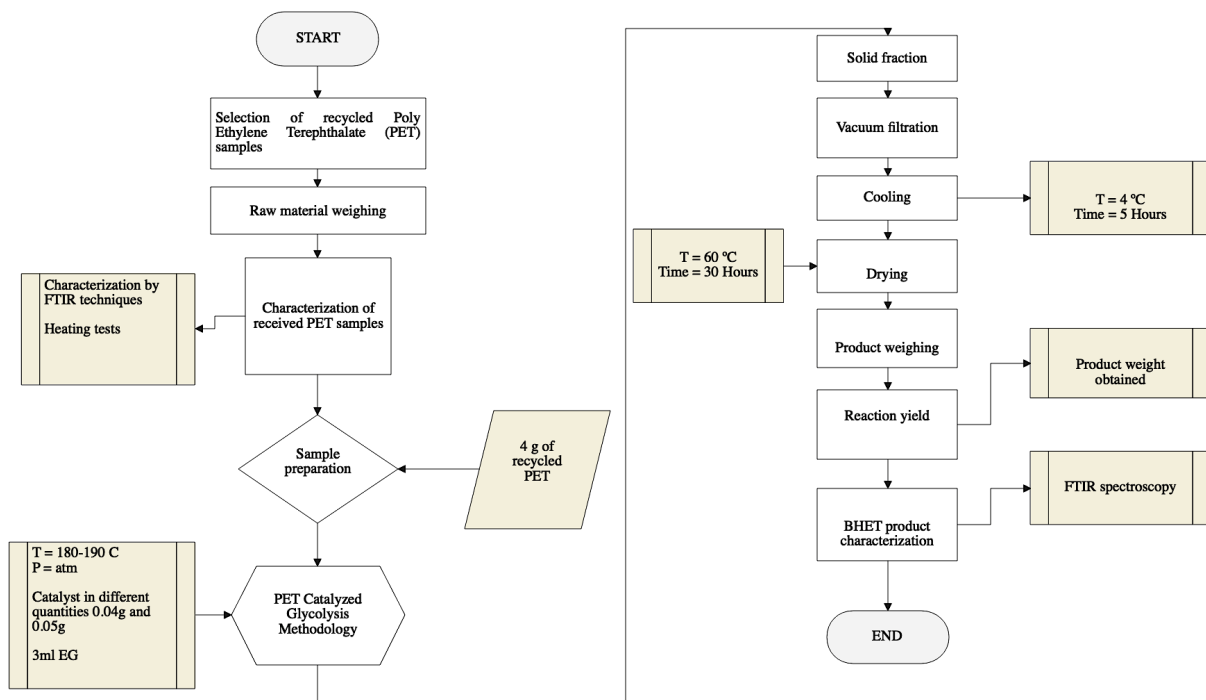 START
Selection of recycled Poly
Ethylene Terephthalate (PET)
samples
Raw material weighing
Characterization by
FTIR techniques
Heating tests
Characterization of
received PET samples
Sample
preparation
4 g of
recycled
PET
T = 180-190 C
P = atm
Catalyst in different
quantities 0.04g and
0.05g
3ml EG
PET Catalyzed
Glycolysis
Methodology
Solid fraction
Vacuum filtration
Cooling
T = 4 ºC
Time = 5 Hours
T = 60 ºC
Time = 30 Hours
Drying
Product weighing
Reaction yield
Product weight
obtained
BHET product
characterization
FTIR spectroscopy
END